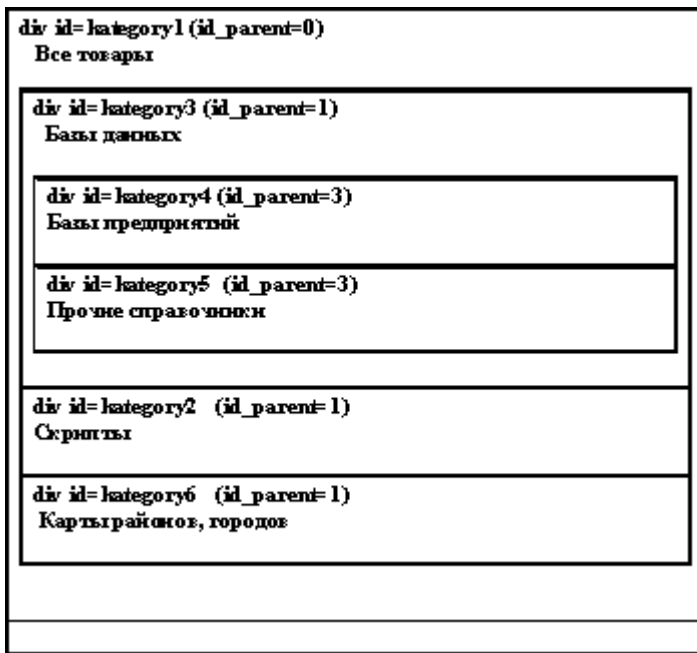 div id=kategory1 (id_parent=0)
Все товары
div id=kategory3 (id_parent=1)
Базы данных
div id=kategory4 (id_parent=3)
Базы предприятий
div id=kategory5 (id_parent=3)
Прочие справочники
div id=kategory2 (id_parent=1)
Скрипты
div id=kategory6 (id_parent=1)
Карты районов, городов